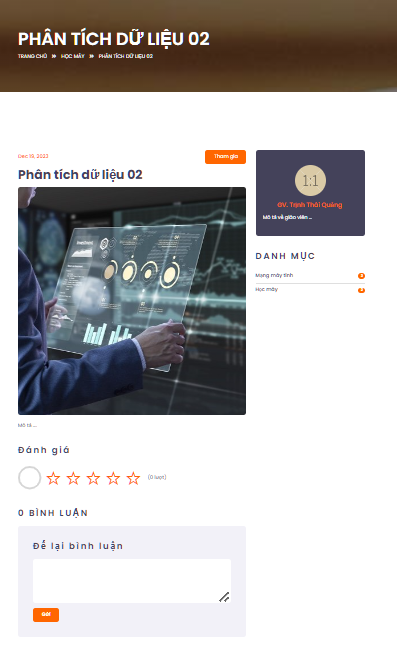 PHÂN TÍCH DỮ LIỆU 02
TRANG CHỦ » HỌC MÁY » PHÂN TÍCH DỮ LIỆU 02
Dec 19, 2022
Tham gia
Phân tích dữ liệu 02
Mô tả ...
Đánh giá
(0 lượt)
0 BÌNH LUẬN
Để lại bình luận
Gửi
1:1
GV. Trịnh Thái Quảng
Mô tả về giáo viên ...
DANH MỤC
Mạng máy tính
Học máy